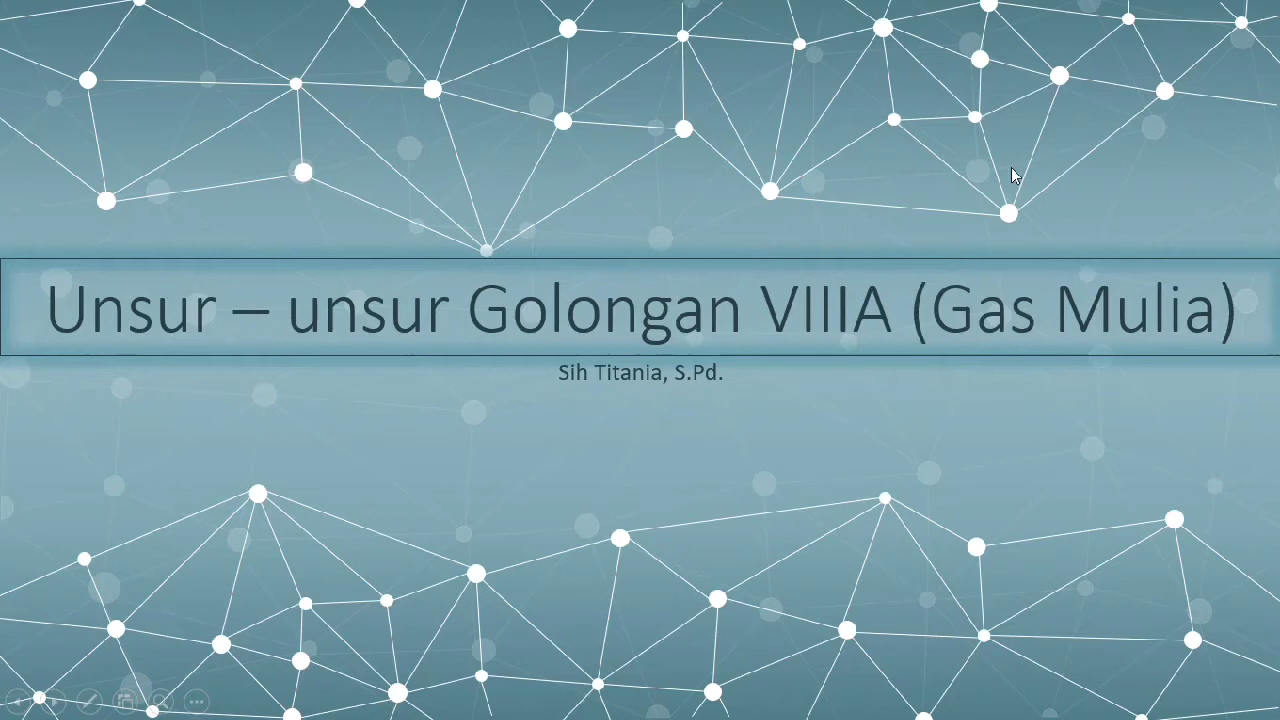 Unsur – unsur Golongan VIIIA (Gas Mulia)
Sih Titania, S.Pd.